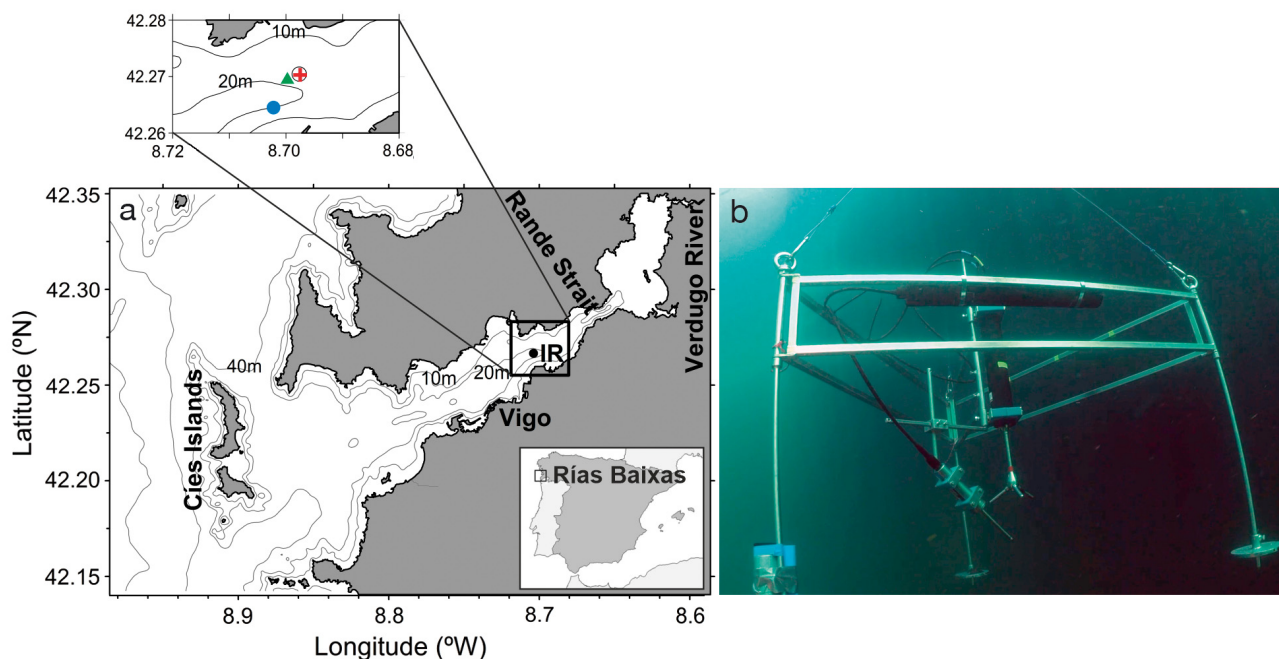 42.28
10m
42.27
20m
42.26
8.72
8.70
8.68
a
b
42.35
42.30
42.25
42.20
42.15
Latitude (ºN)
Rande Strait
Verdugo River
IR
40m
10m
20m
Vigo
Cíes Islands
Rías Baixas
8.9
8.8
8.7
8.6
Longitude (ºW)